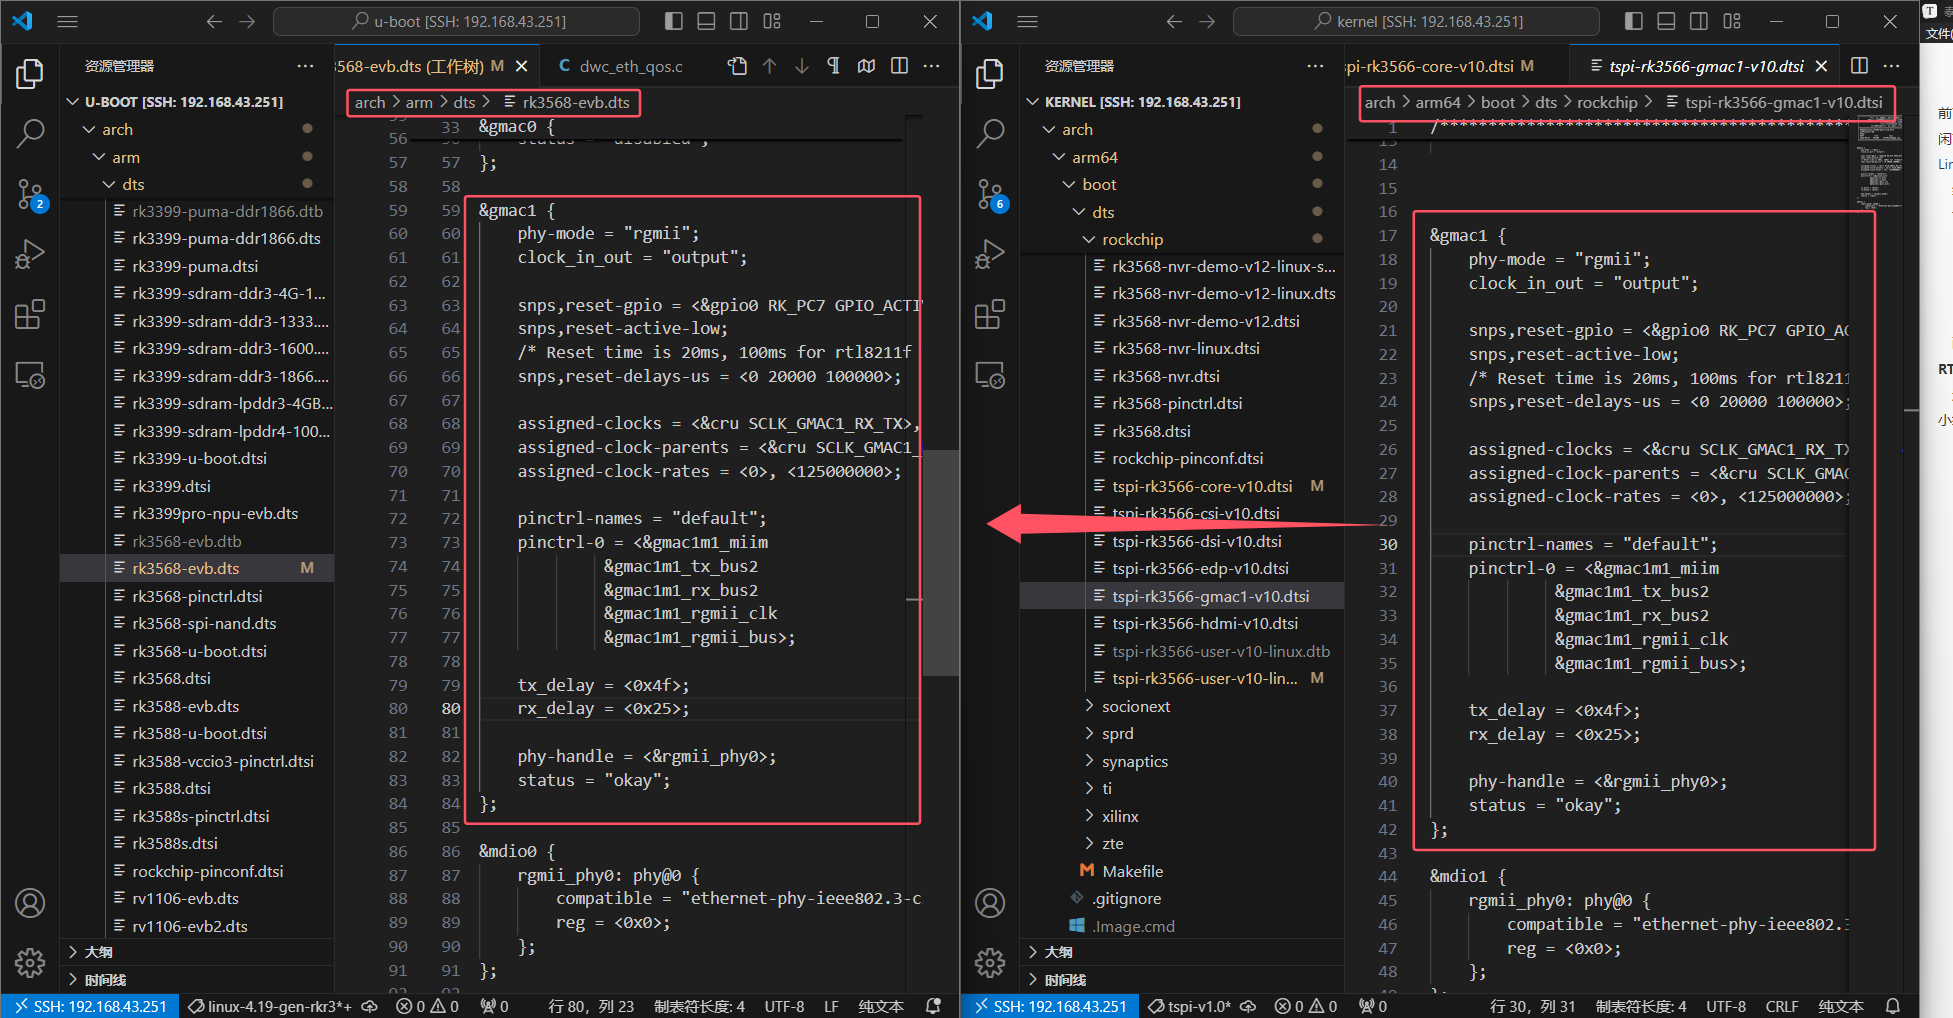 u-boot [SSH: 192.168.43.251]
资源管理器
U-BOOT [SSH: 192.168.43.251]
arch
arm
dts
rk3399-puma-ddr1866.dtb
rk3399-puma-ddr1866.dts
rk3399-puma.dtsi
rk3399-sdram-ddr3-4G-1...
rk3399-sdram-ddr3-1333....
rk3399-sdram-ddr3-1600....
rk3399-sdram-ddr3-1866....
rk3399-sdram-lpddr3-4GB...
rk3399-sdram-lpddr4-100...
rk3399-u-boot.dtsi
rk3399.dtsi
rk3399pro-npu-evb.dts
rk3568-evb.dtb
rk3568-evb.dts M
rk3568-pinctrl.dtsi
rk3568-spi-nand.dts
rk3568-u-boot.dtsi
rk3568.dtsi
rk3588-evb.dts
rk3588-u-boot.dtsi
rk3588-vccio3-pinctrl.dtsi
rk3588.dtsi
rk3588s-pinctrl.dtsi
rk3588s.dtsi
rockchip-pinconf.dtsi
rv1106-evb.dts
rv1106-evb2.dts
大纲
时间线
2
3568-evb.dts (工作树) M
C dwc_eth_qos.c
arch > arm > dts > rk3568-evb.dts
33 &gmac0 {
56 status = "disabled";
57 57 };
58 58
59 59 &gmac1 {
60 60 phy-mode = "rgmii";
61 61 clock_in_out = "output";
62 62
63 63 snps,reset-gpio = <&gpio0 RK_PC7 GPIO_ACTI
64 64 snps,reset-active-low;
65 65 /* Reset time is 20ms, 100ms for rtl8211f
66 66 snps,reset-delays-us = <0 20000 100000>;
67 67
68 68 assigned-clocks = <&cru SCLK_GMAC1_RX_TX>,
69 69 assigned-clock-parents = <&cru SCLK_GMAC1_
70 70 assigned-clock-rates = <0>, <125000000>;
71 71
72 72 pinctrl-names = "default";
73 73 pinctrl-0 = <&gmac1m1_miim
74 74 &gmac1m1_tx_bus2
75 75 &gmac1m1_rx_bus2
76 76 &gmac1m1_rgmii_clk
77 77 &gmac1m1_rgmii_bus>;
78 78
79 79 tx_delay = <0x4f>;
80 80 rx_delay = <0x25>;
81 81
82 82 phy-handle = <&rgmii_phy0>;
83 83 status = "okay";
84 84 };
85 85
86 86 &mdio0 {
87 87 rgmii_phy0: phy@0 {
88 88 compatible = "ethernet-phy-ieee802.3-c
89 89 reg = <0x0>;
90 90 };
91 91 };
SSH: 192.168.43.251 linux-4.19-gen-rkr3*+ 0 0 0 行 80，列 23 制表符长度: 4 UTF-8 LF 纯文本
kernel [SSH: 192.168.43.251]
资源管理器
KERNEL [SSH: 192.168.43.251]
arch
arm64
boot
dts
rockchip
rk3568-nvr-demo-v12-linux-s...
rk3568-nvr-demo-v12-linux.dts
rk3568-nvr-demo-v12.dtsi
rk3568-nvr-linux.dtsi
rk3568-nvr.dtsi
rk3568-pinctrl.dtsi
rk3568.dtsi
rockchip-pinconf.dtsi
tspi-rk3566-core-v10.dtsi M
tspi-rk3566-csi-v10.dtsi
tspi-rk3566-dsi-v10.dtsi
tspi-rk3566-edp-v10.dtsi
tspi-rk3566-gmac1-v10.dtsi
tspi-rk3566-hdmi-v10.dtsi
tspi-rk3566-user-v10-linux.dtb
tspi-rk3566-user-v10-lin... M
socionext
sprd
synaptics
ti
xilinx
zte
M Makefile
.gitignore
.Image.cmd
大纲
时间线
6
spi-rk3566-core-v10.dtsi M
tspi-rk3566-gmac1-v10.dtsi
arch > arm64 > boot > dts > rockchip > tspi-rk3566-gmac1-v10.dtsi
14
15
16
17 &gmac1 {
18 phy-mode = "rgmii";
19 clock_in_out = "output";
20
21 snps,reset-gpio = <&gpio0 RK_PC7 GPIO_AC
22 snps,reset-active-low;
23 /* Reset time is 20ms, 100ms for rtl8211
24 snps,reset-delays-us = <0 20000 100000>;
25
26 assigned-clocks = <&cru SCLK_GMAC1_RX_TX
27 assigned-clock-parents = <&cru SCLK_GMAC
28 assigned-clock-rates = <0>, <125000000>;
29
30 pinctrl-names = "default";
31 pinctrl-0 = <&gmac1m1_miim
32 &gmac1m1_tx_bus2
33 &gmac1m1_rx_bus2
34 &gmac1m1_rgmii_clk
35 &gmac1m1_rgmii_bus>;
36
37 tx_delay = <0x4f>;
38 rx_delay = <0x25>;
39
40 phy-handle = <&rgmii_phy0>;
41 status = "okay";
42 };
43
44 &mdio1 {
45 rgmii_phy0: phy@0 {
46 compatible = "ethernet-phy-ieee802.3
47 reg = <0x0>;
48 };
SSH: 192.168.43.251 tspi-v1.0* 0 0 0 行 30，列 31 制表符长度: 4 UTF-8 CRLF 纯文本
T
文件(
前
闲
Lin
RT
小